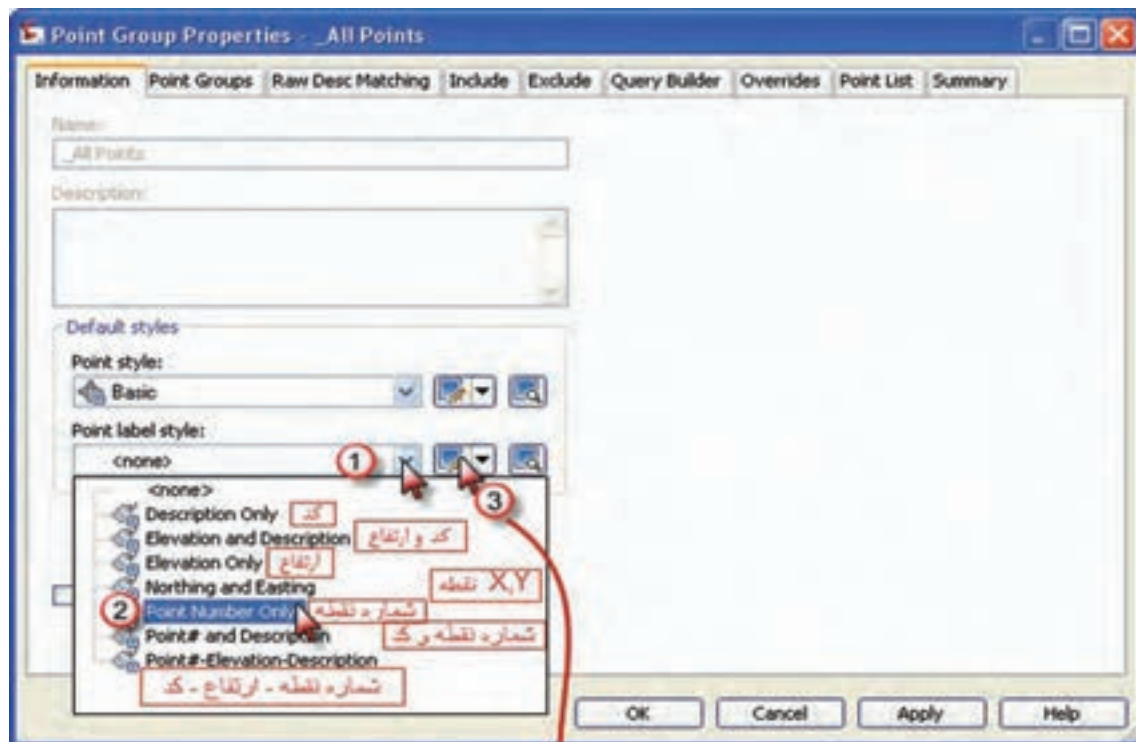 Point Group Properties - _All Points
Information Point Groups Raw Desc Matching Include Exclude Query Builder Overrides Point List Summary
Name:
_All Points
Description:
Default styles
Point style:
Basic
Point label style:
<none> 1
3
<none>
Description Only کد
Elevation and Description کد و ارتفاع
Elevation Only ارتفاع
Northing and Easting X,Y نقطه
2 Point Number Only شماره نقطه
Point# and Description شماره نقطه و کد
Point#-Elevation-Description
شماره نقطه - ارتفاع - کد
OK Cancel Apply Help